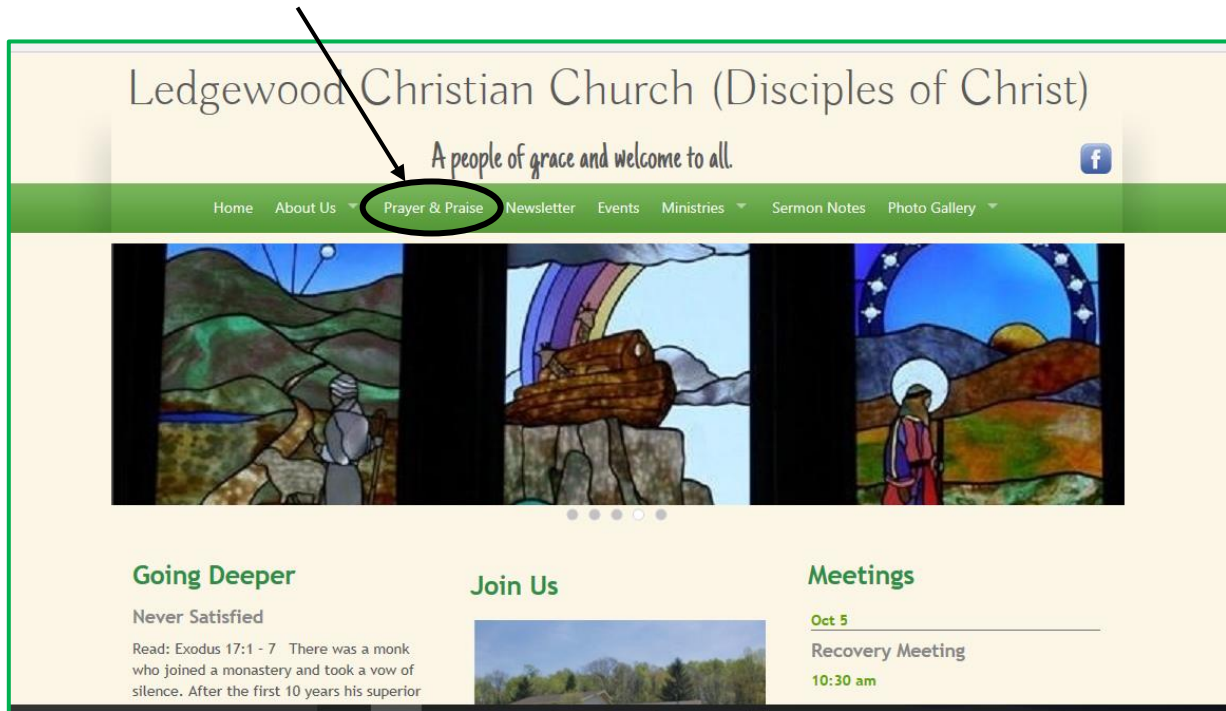 Ledgewood Christian Church (Disciples of Christ)
A people of grace and welcome to all.
f
Home About Us Prayer & Praise Newsletter Events Ministries Sermon Notes Photo Gallery
Going Deeper
Never Satisfied
Read: Exodus 17:1 - 7 There was a monk
who joined a monastery and took a vow of
silence. After the first 10 years his superior
Join Us
Meetings
Oct 5
Recovery Meeting
10:30 am